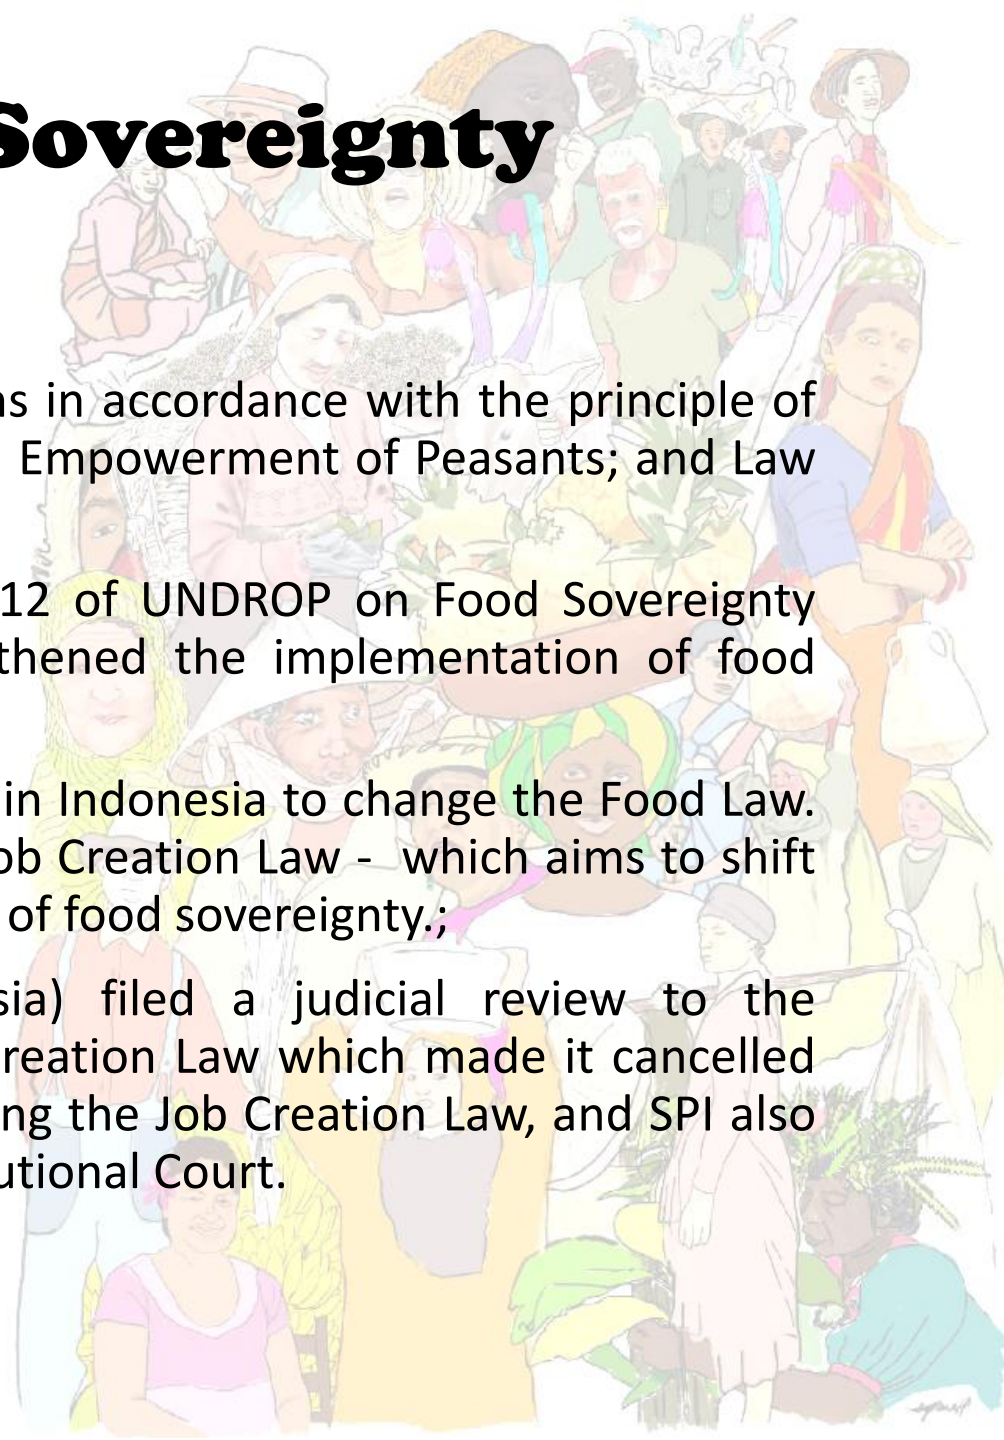 Sovereignty
ns in accordance with the principle of
Empowerment of Peasants; and Law
12 of UNDROP on Food Sovereignty
thened the implementation of food
in Indonesia to change the Food Law.
ob Creation Law - which aims to shift
of food sovereignty.;
sia) filed a judicial review to the
reation Law which made it cancelled
ng the Job Creation Law, and SPI also
utional Court.